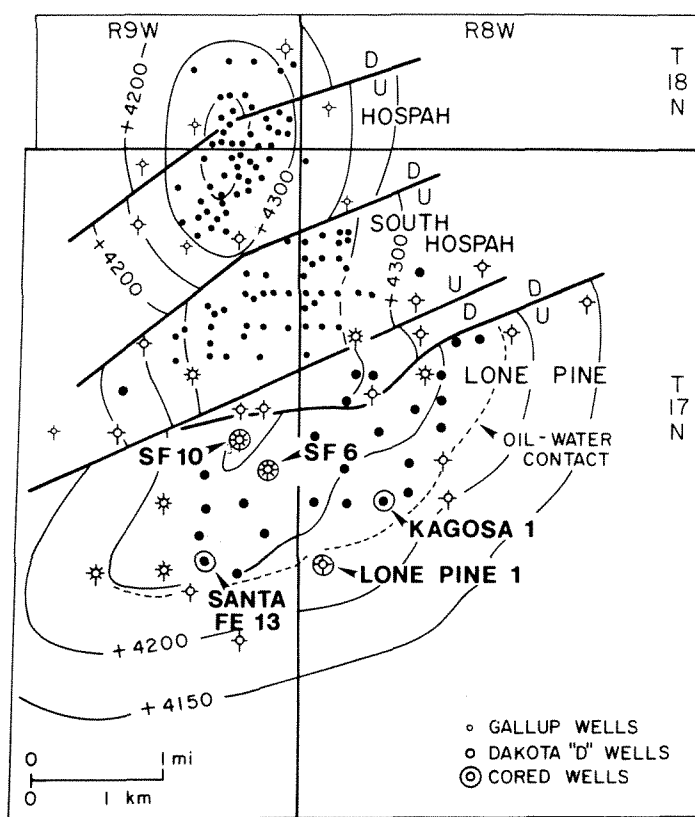 R9W
R8W
T
18
N
+4200
D
U
HOSPAH
+4300
D
U
SOUTH
HOSPAH
+4200
+4300
U
D
D
U
LONE PINE
T
17
N
OIL-WATER
CONTACT
SF 10
SF 6
KAGOSA 1
LONE PINE 1
SANTA
FE 13
+4200
+4150
GALLUP WELLS
DAKOTA "D" WELLS
CORED WELLS
0 1 mi
0 1 km